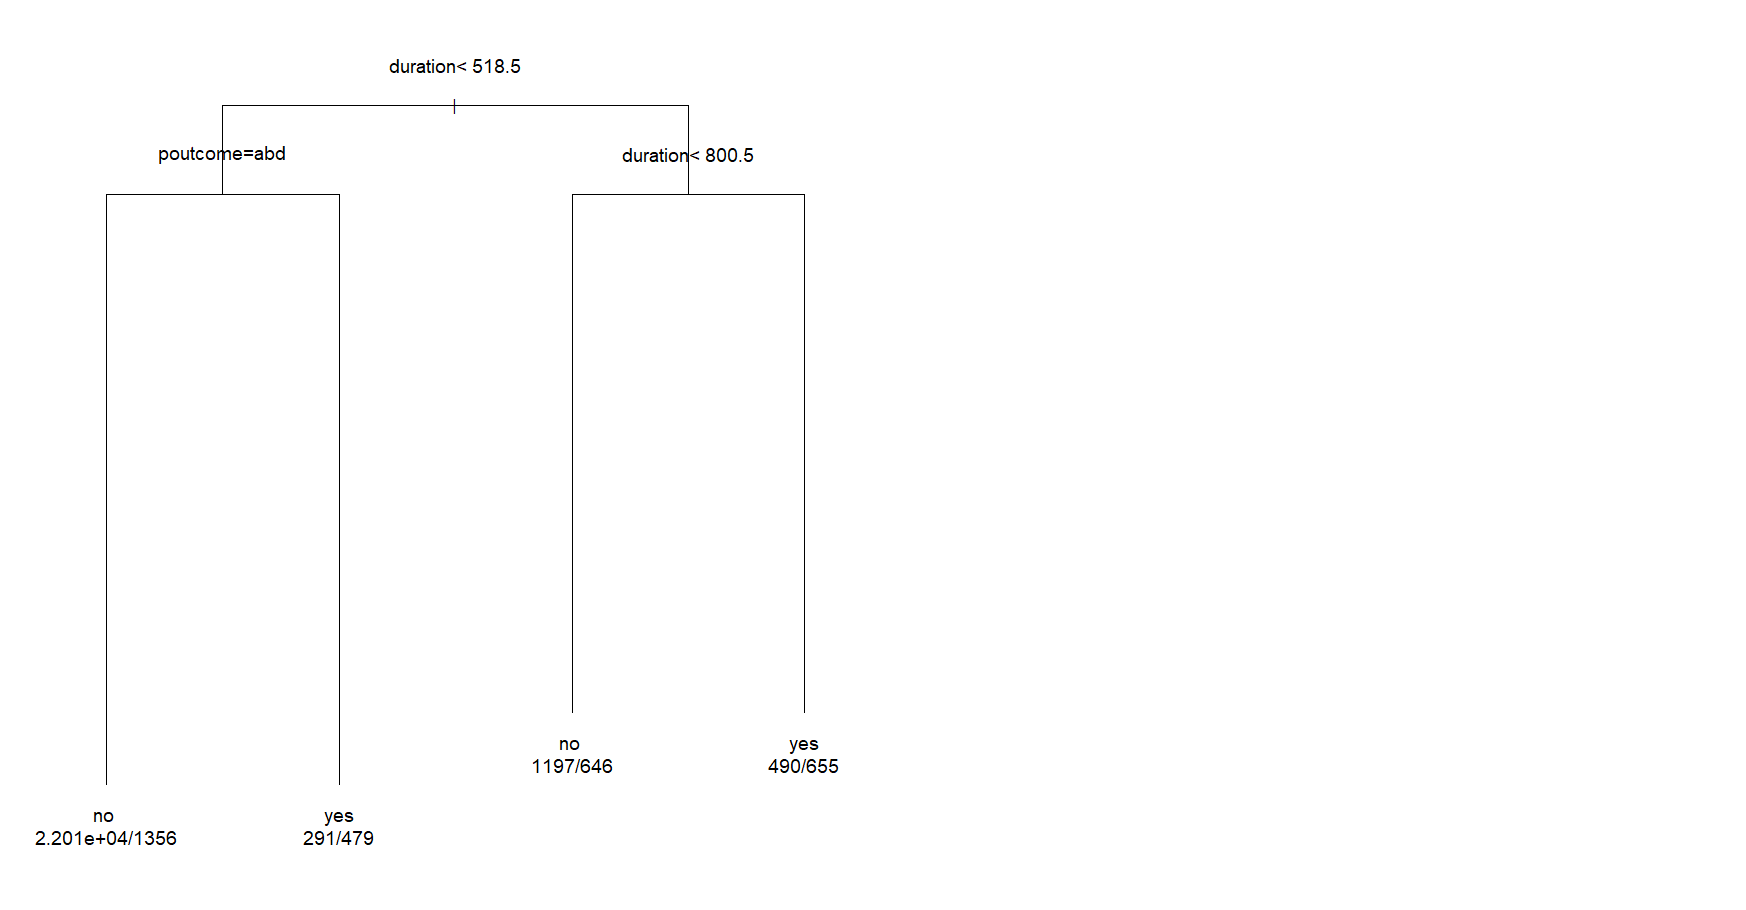 duration< 518.5
poutcome=abd
duration< 800.5
no
1197/646
yes
490/655
no
2.201e+04/1356
yes
291/479